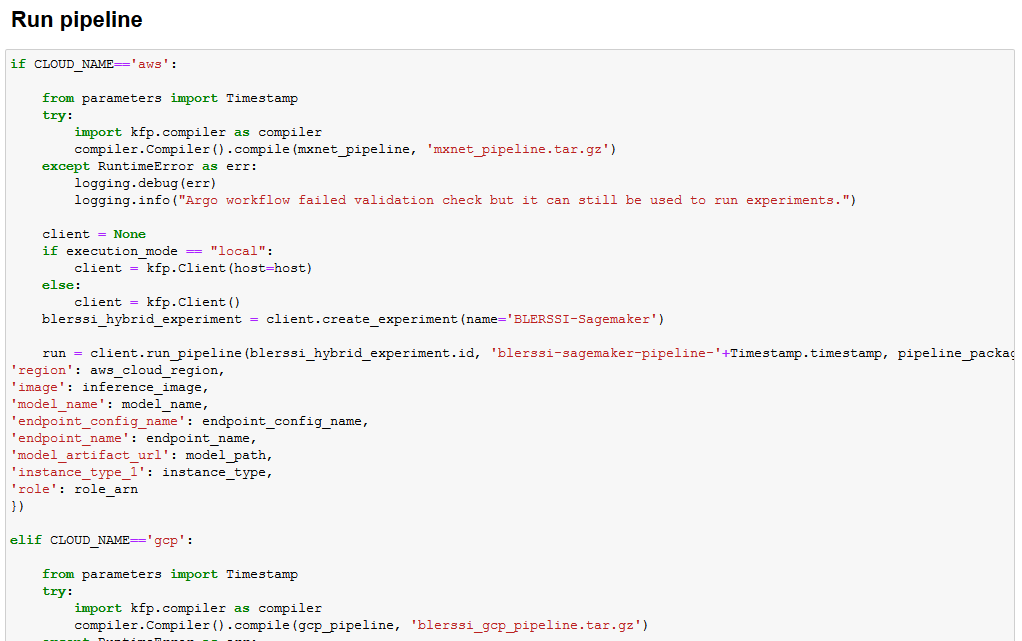 Run pipeline
if CLOUD_NAME=='aws':
    from parameters import Timestamp
    try:
        import kfp.compiler as compiler
        compiler.Compiler().compile(mxnet_pipeline, 'mxnet_pipeline.tar.gz')
    except RuntimeError as err:
        logging.debug(err)
        logging.info("Argo workflow failed validation check but it can still be used to run experiments.")
    client = None
    if execution_mode == "local":
        client = kfp.Client(host=host)
    else:
        client = kfp.Client()
    blerssi_hybrid_experiment = client.create_experiment(name='BLERSSI-Sagemaker')
    run = client.run_pipeline(blerssi_hybrid_experiment.id, 'blerssi-sagemaker-pipeline-'+Timestamp.timestamp,
'region': aws_cloud_region,
'image': inference_image,
'model_name': model_name,
'endpoint_config_name': endpoint_config_name,
'endpoint_name': endpoint_name,
'model_artifact_url': model_path,
'instance_type_1': instance_type,
'role': role_arn
})
elif CLOUD_NAME=='gcp':
    from parameters import Timestamp
    try:
        import kfp.compiler as compiler
        compiler.Compiler().compile(gcp_pipeline, 'blerssi_gcp_pipeline.tar.gz')